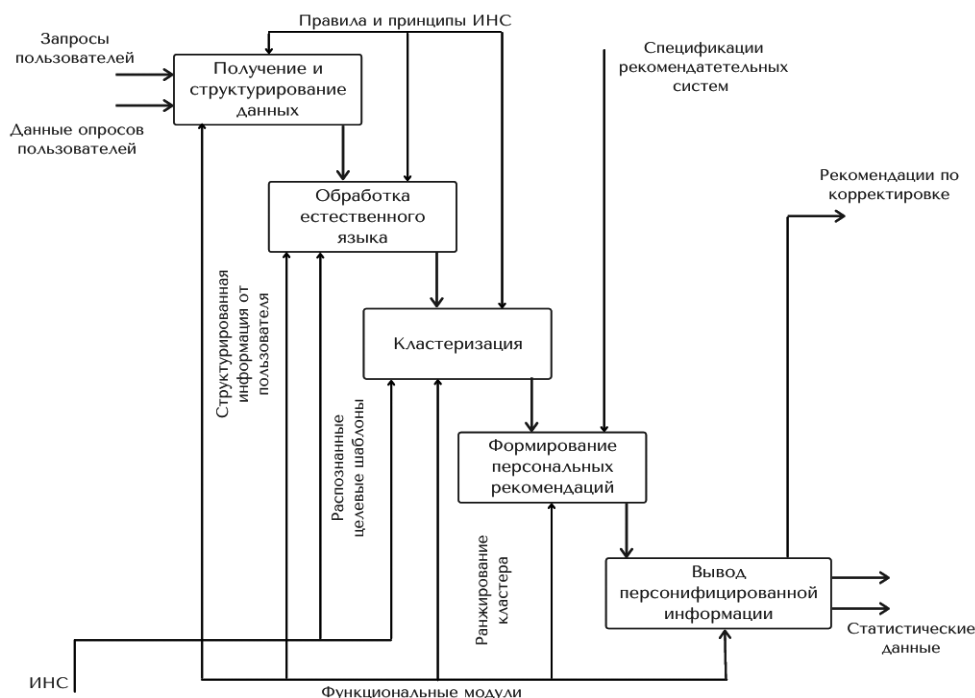 Правила и принципы ИНС
Запросы
пользователей
Данные опросов
пользователей
Получение и
структурирование
данных
Спецификации
рекомендатетельных
систем
Рекомендации по
корректировке
Обработка
естественного
языка
Структурированная
информация от
пользователя
Кластеризация
Распознанные
целевые шаблоны
Формирование
персональных
рекомендаций
Ранжирование
кластера
Вывод
персонифицированной
информации
Статистические
данные
ИНС
Функциональные модули